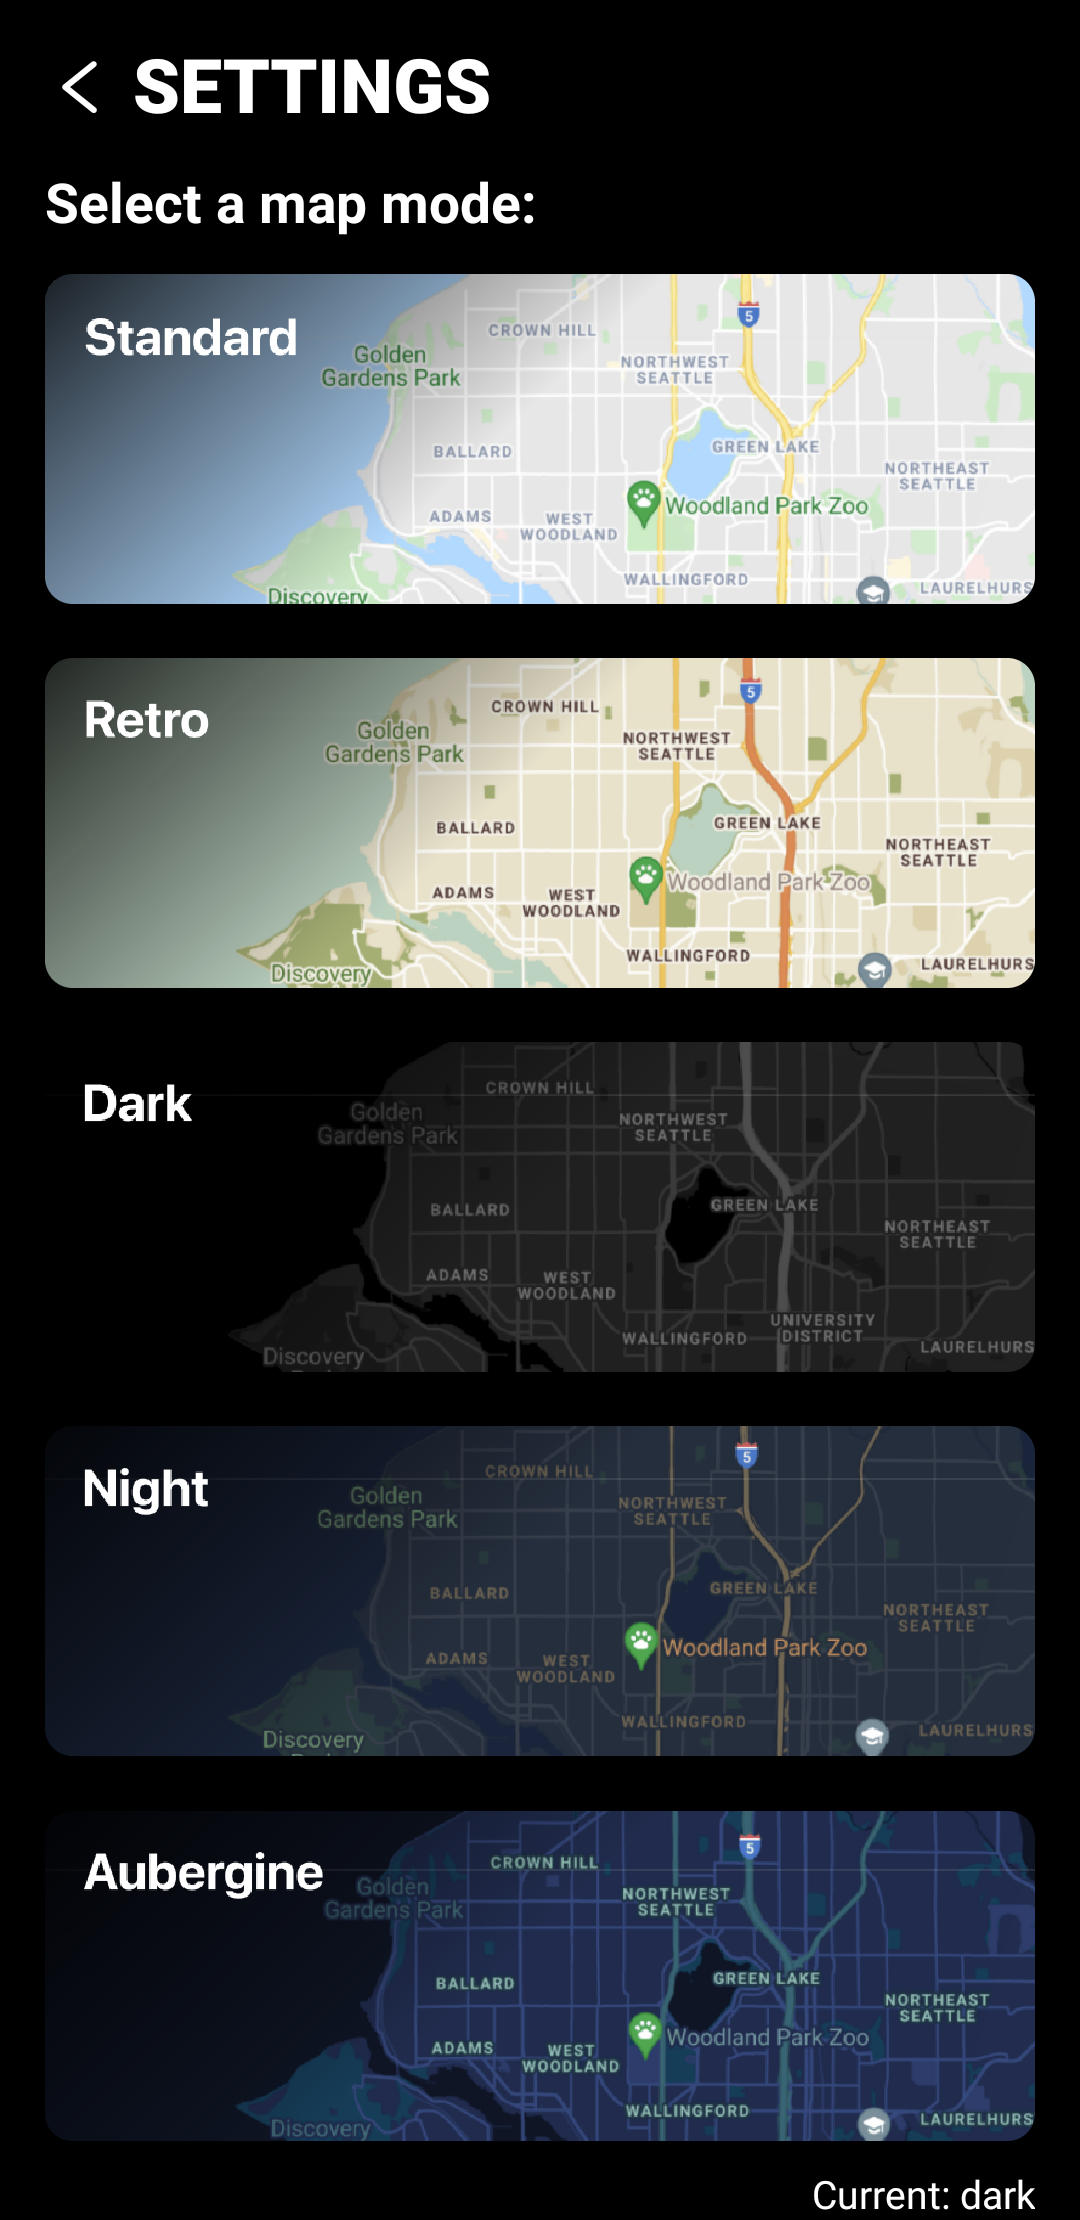 SETTINGS
Select a map mode:
Standard
CROWN HILL
5
Golden
Gardens Park
NORTHWEST
SEATTLE
BALLARD
GREEN LAKE
NORTHEAST
SEATTLE
Woodland Park Zoo
ADAMS
WEST
WOODLAND
WALLINGFORD
LAURELHURS
Discovery
Retro
CROWN HILL
5
Golden
Gardens Park
NORTHWEST
SEATTLE
BALLARD
GREEN LAKE
NORTHEAST
SEATTLE
Woodland Park Zoo
ADAMS
WEST
WOODLAND
WALLINGFORD
LAURELHURS
Discovery
Dark
CROWN HILL
Golden
Gardens Park
NORTHWEST
SEATTLE
BALLARD
GREEN LAKE
NORTHEAST
SEATTLE
ADAMS
WEST
WOODLAND
UNIVERSITY
DISTRICT
WALLINGFORD
LAURELHURS
Discovery
Night
CROWN HILL
5
Golden
Gardens Park
NORTHWEST
SEATTLE
BALLARD
GREEN LAKE
NORTHEAST
SEATTLE
Woodland Park Zoo
ADAMS
WEST
WOODLAND
WALLINGFORD
LAURELHURS
Discovery
Aubergine
CROWN HILL
5
Golden
Gardens Park
NORTHWEST
SEATTLE
BALLARD
GREEN LAKE
NORTHEAST
SEATTLE
Woodland Park Zoo
ADAMS
WEST
WOODLAND
WALLINGFORD
LAURELHURS
Discovery
Current: dark